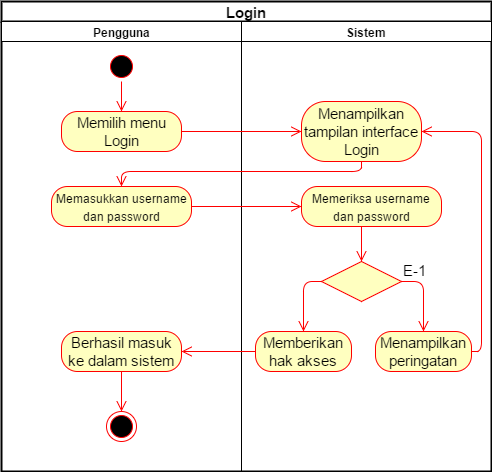 Login
Pengguna
Sistem
Memilih menu
Login
Menampilkan
tampilan interface
Login
Memasukkan username
dan password
Memeriksa username
dan password
E-1
Berhasil masuk
ke dalam sistem
Memberikan
hak akses
Menampilkan
peringatan